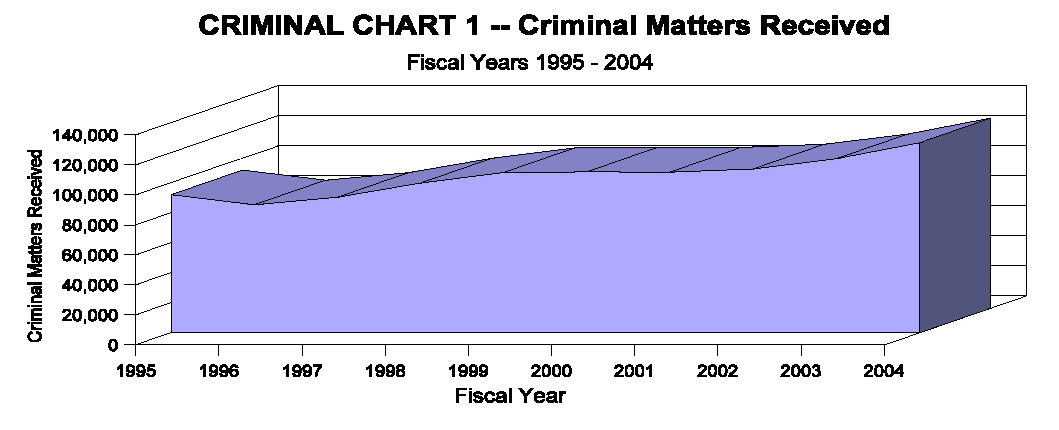 CRIMINAL CHART 1 -- Criminal Matters Received
Fiscal Years 1995 - 2004
Criminal Matters Received
140,000
120,000
100,000
80,000
60,000
40,000
20,000
0
1995 1996 1997 1998 1999 2000 2001 2002 2003 2004
Fiscal Year